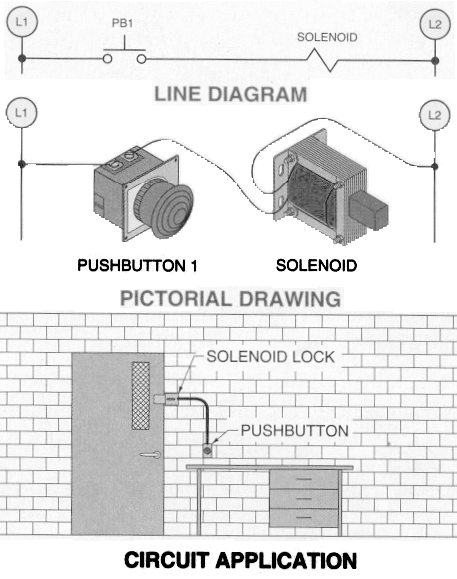 L1
PB1
SOLENOID
L2
LINE DIAGRAM
L1
L2
PUSHBUTTON 1
SOLENOID
PICTORIAL DRAWING
SOLENOID LOCK
PUSHBUTTON
CIRCUIT APPLICATION